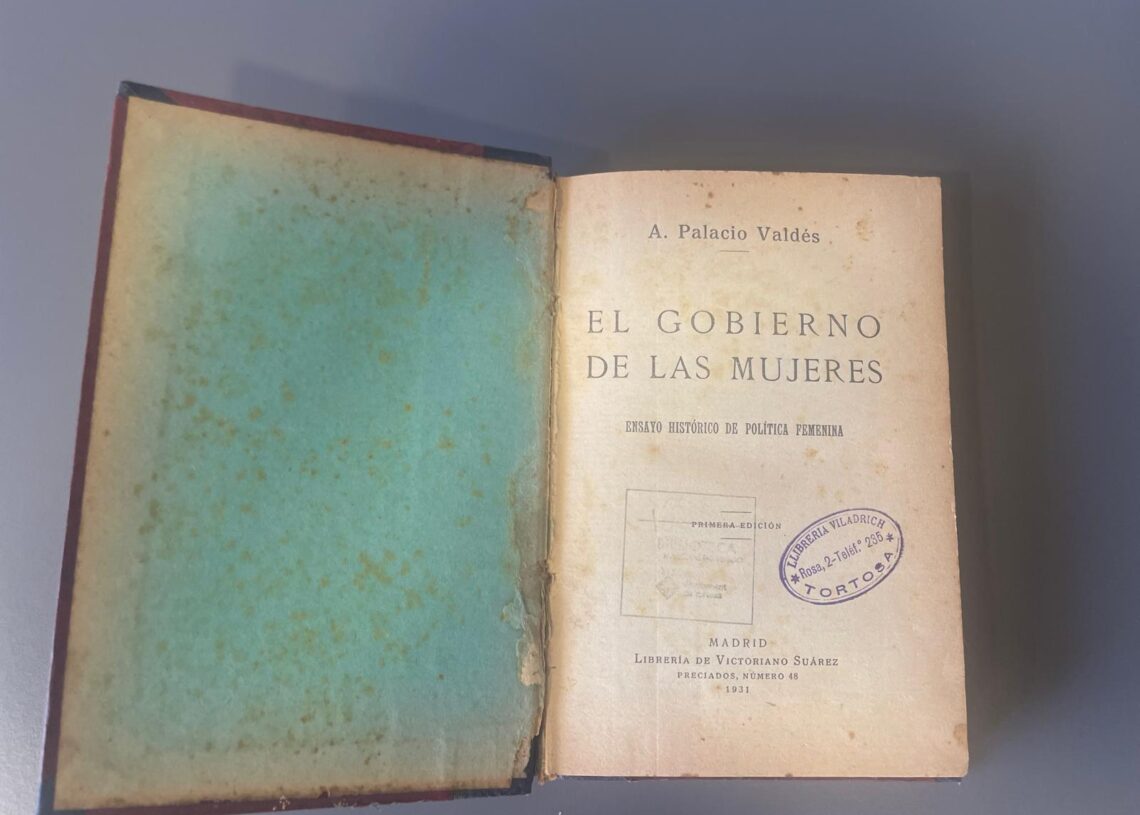 A. Palacio Valdés
EL GOBIERNO
DE LAS MUJERES
ENSAYO HISTÓRICO DE POLÍTICA FEMENINA
PRIMERA EDICIÓN
LLIBRERIA VILADRICH
Rosa, 2-Teléf.º 235
TORTOSA
MADRID
LIBRERÍA DE VICTORIANO SUÁREZ
PRECIADOS, NÚMERO 48
1931